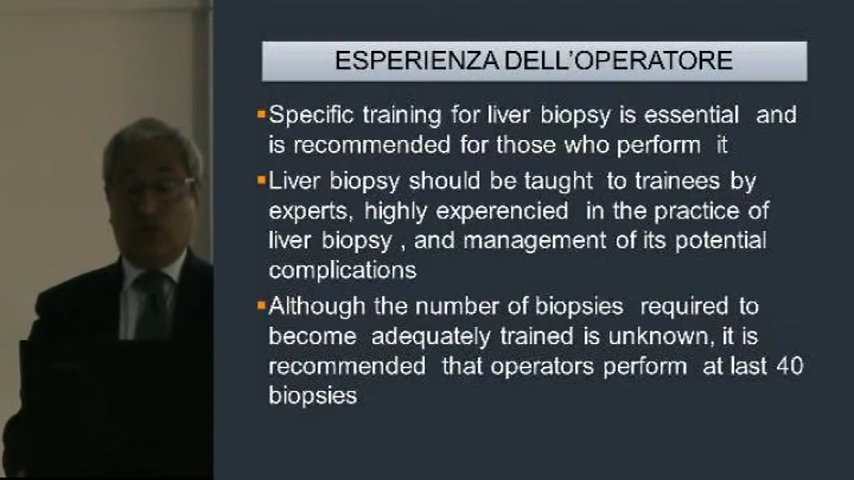 ESPERIENZA DELL'OPERATORE
▪Specific training for liver biopsy is essential and
is recommended for those who perform it
▪Liver biopsy should be taught to trainees by
experts, highly experencied in the practice of
liver biopsy , and management of its potential
complications
▪Although the number of biopsies required to
become adequately trained is unknown, it is
recommended that operators perform at last 40
biopsies